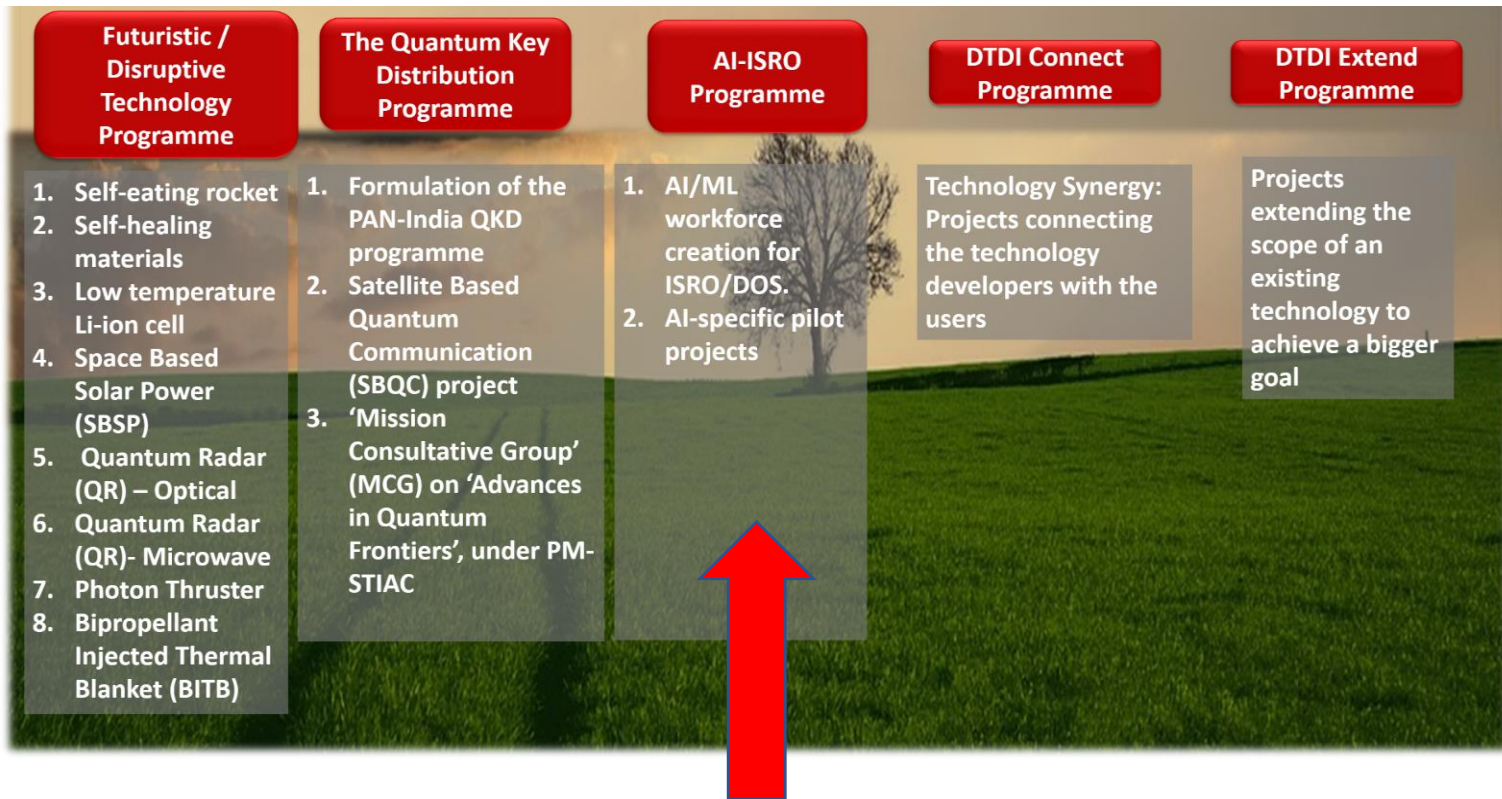 Futuristic /
Disruptive
Technology
Programme
1. Self-eating rocket
2. Self-healing
materials
3. Low temperature
Li-ion cell
4. Space Based
Solar Power
(SBSP)
5. Quantum Radar
(QR) – Optical
6. Quantum Radar
(QR)- Microwave
7. Photon Thruster
8. Bipropellant
Injected Thermal
Blanket (BITB)
The Quantum Key
Distribution
Programme
1. Formulation of the
PAN-India QKD
programme
2. Satellite Based
Quantum
Communication
(SBQC) project
3. ‘Mission
Consultative Group’
(MCG) on ‘Advances
in Quantum
Frontiers’, under PM-
STIAC
AI-ISRO
Programme
1. AI/ML
workforce
creation for
ISRO/DOS.
2. AI-specific pilot
projects
DTDI Connect
Programme
Technology Synergy:
Projects connecting
the technology
developers with the
users
DTDI Extend
Programme
Projects
extending the
scope of an
existing
technology to
achieve a bigger
goal